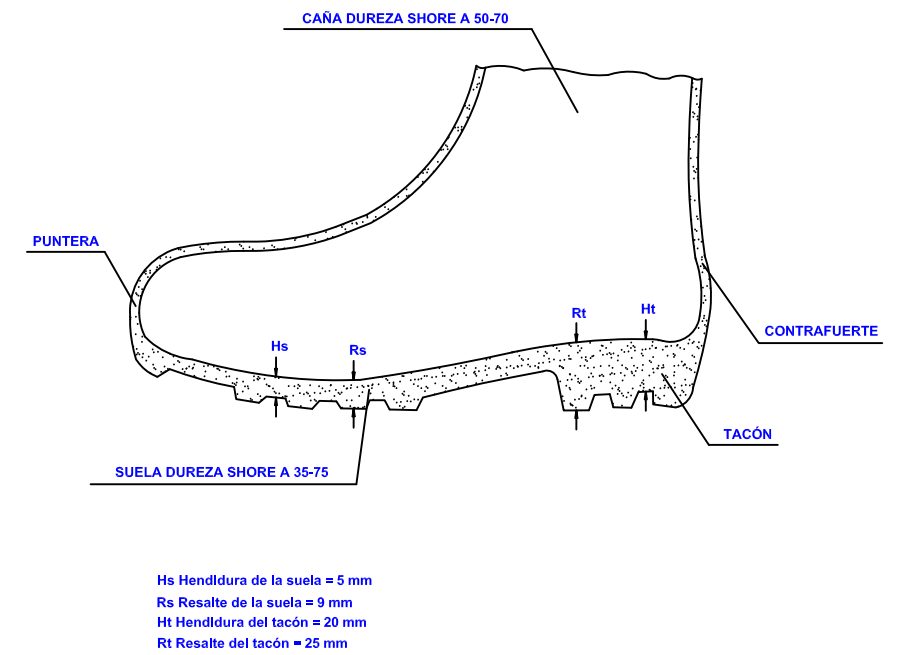 CAÑA DUREZA SHORE A 50-70
PUNTERA
Rt
Ht
CONTRAFUERTE
Hs
Rs
TACÓN
SUELA DUREZA SHORE A 35-75
Hs HendIdura de la suela = 5 mm
Rs Resalte de la suela = 9 mm
Ht HendIdura del tacón = 20 mm
Rt Resalte del tacón = 25 mm